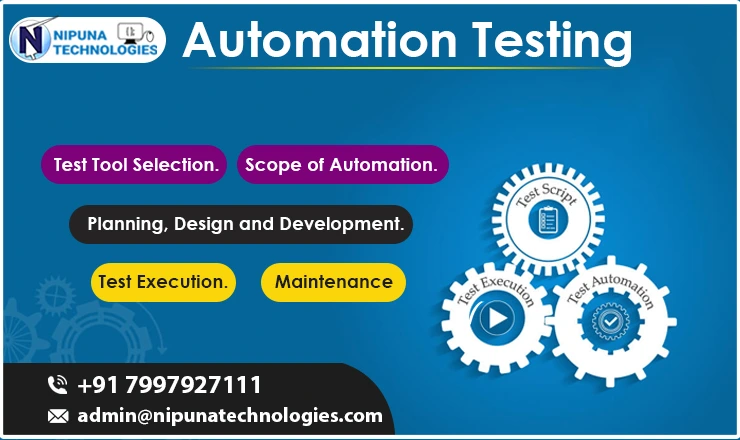 NIPUNA
TECHNOLOGIES
Automation Testing
Test Tool Selection.
Scope of Automation.
Planning, Design and Development.
Test Execution.
Maintenance
Test Script
Test Execution
Test Automation
+91 7997927111
admin@nipunatechnologies.com